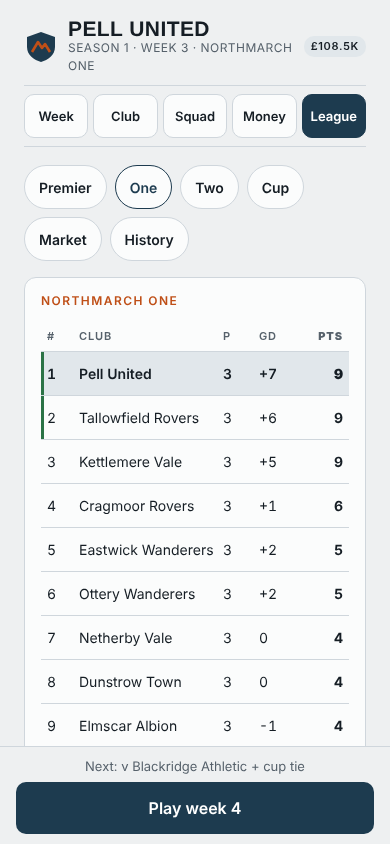 PELL UNITED
SEASON 1 · WEEK 3 · NORTHMARCH
ONE
£108.5K
Week Club Squad Money League
Premier One Two Cup
Market History
NORTHMARCH ONE
# CLUB P GD PTS
1 Pell United 3 +7 9
2 Tallowfield Rovers 3 +6 9
3 Kettlemere Vale 3 +5 9
4 Cragmoor Rovers 3 +1 6
5 Eastwick Wanderers 3 +2 5
6 Ottery Wanderers 3 +2 5
7 Netherby Vale 3 0 4
8 Dunstrow Town 3 0 4
9 Elmscar Albion 3 -1 4
Next: v Blackridge Athletic + cup tie
Play week 4